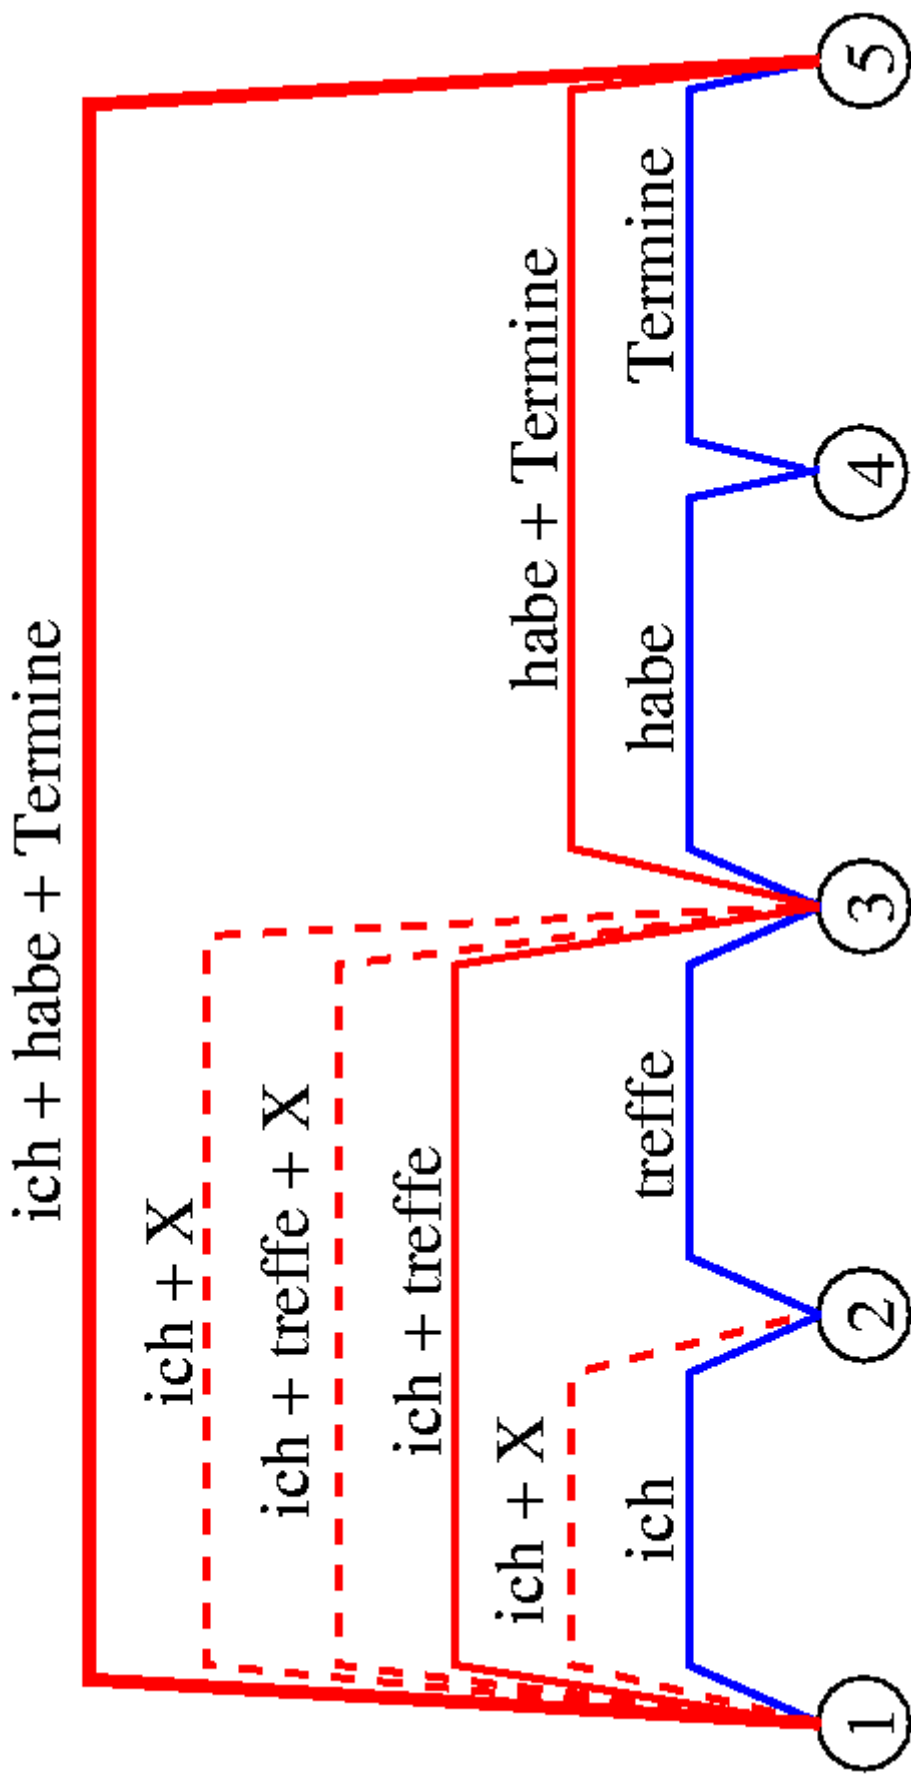 ich + habe + Termine
ich + X
ich + treffe + X
ich + treffe
ich + X
habe + Termine
ich
treffe
habe
Termine
1
2
3
4
5